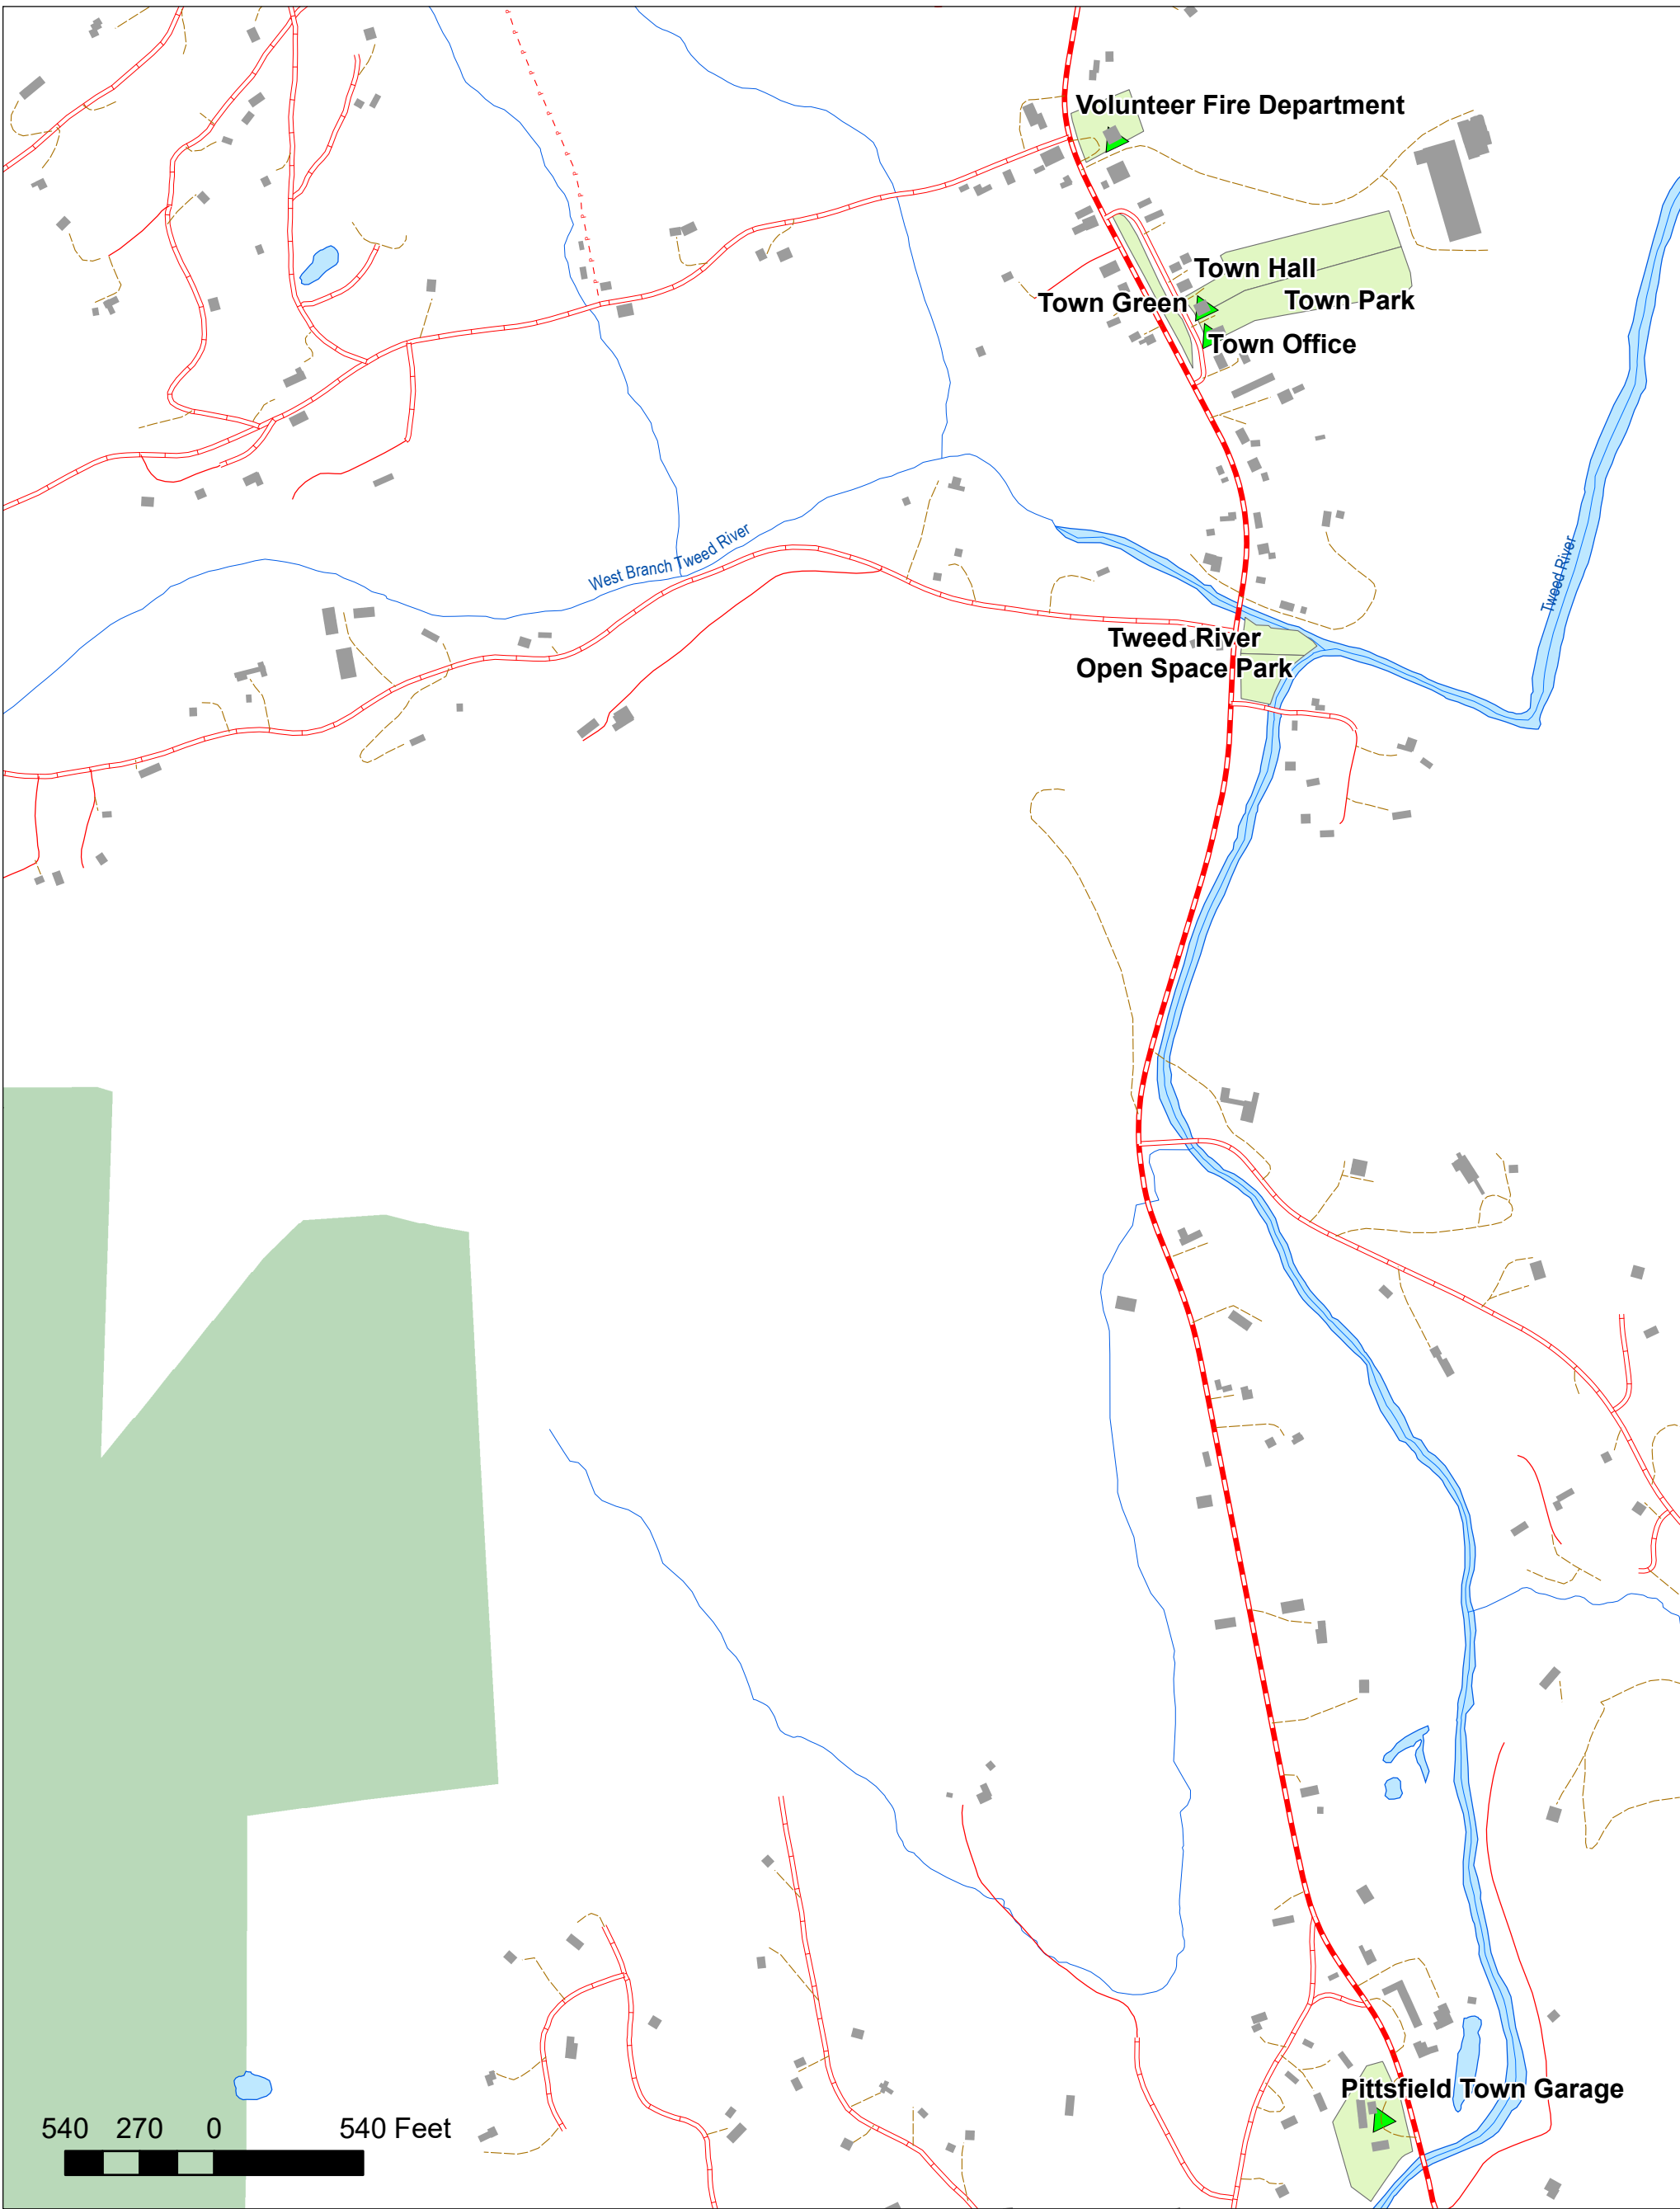 Volunteer Fire Department
Town Hall
Town Green
Town Park
Town Office
West Branch Tweed River
Tweed River
Tweed River
Open Space Park
Pittsfield Town Garage
540 270 0 540 Feet